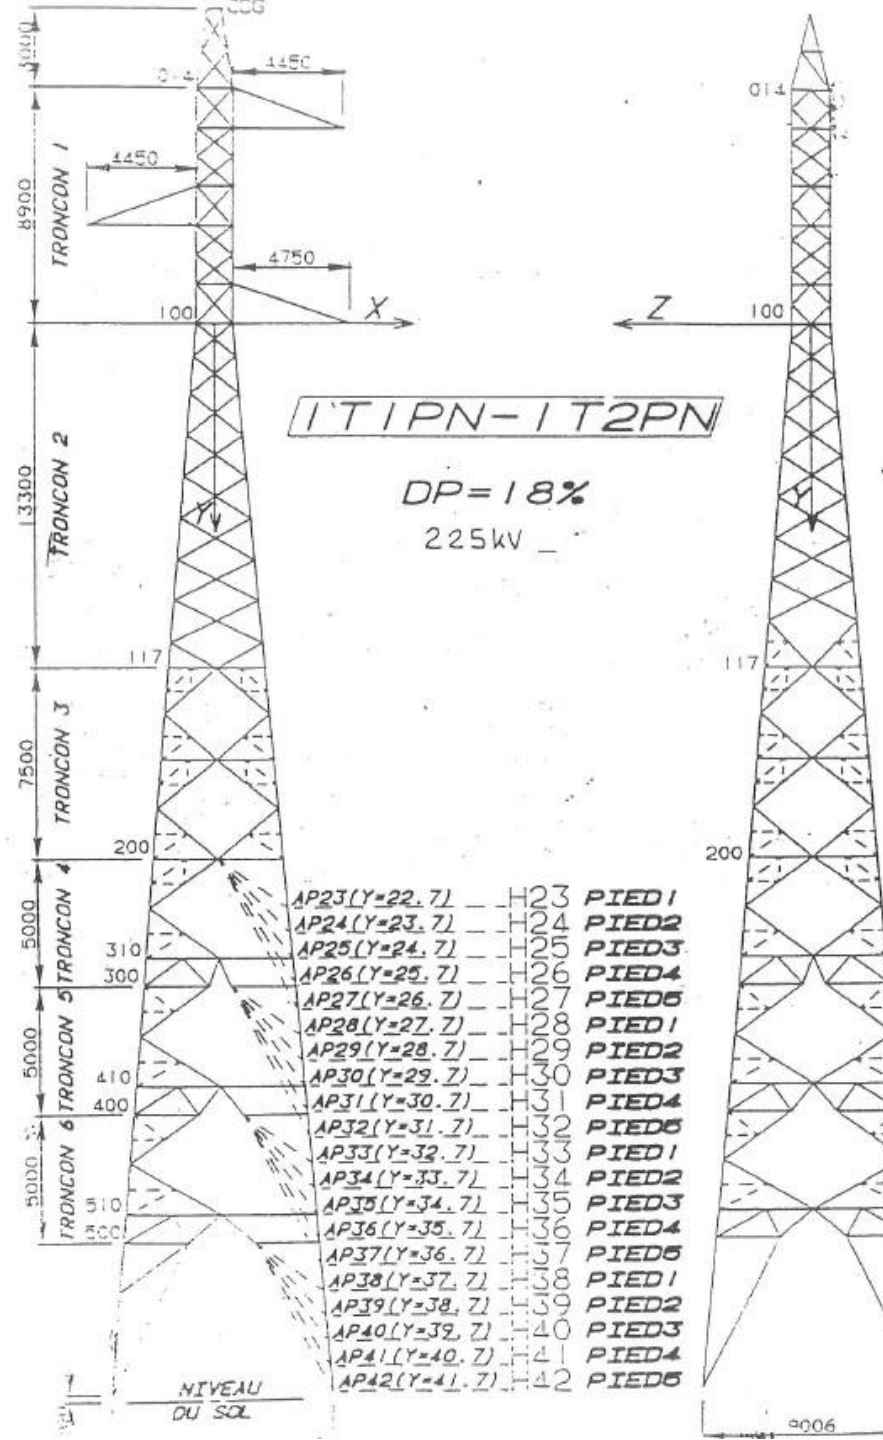 014
4450
014
4450
8900
TRONCON 1
4750
100
X
Z
100
1T1PN-1T2PN
13300
TRONCON 2
DP=18%
Y
Y
225kV
117
117
7500
TRONCON 3
200
200
5000
TRONCON 4
AP23(Y=22.7) H23 PIED1
AP24(Y=23.7) H24 PIED2
310
AP25(Y=24.7) H25 PIED3
300
AP26(Y=25.7) H26 PIED4
5000
TRONCON 5
AP27(Y=26.7) H27 PIED5
AP28(Y=27.7) H28 PIED1
AP29(Y=28.7) H29 PIED2
410
AP30(Y=29.7) H30 PIED3
400
AP31(Y=30.7) H31 PIED4
5000
TRONCON 6
AP32(Y=31.7) H32 PIED5
AP33(Y=32.7) H33 PIED1
AP34(Y=33.7) H34 PIED2
510
AP35(Y=34.7) H35 PIED3
500
AP36(Y=35.7) H36 PIED4
AP37(Y=36.7) H37 PIED5
AP38(Y=37.7) H38 PIED1
AP39(Y=38.7) H39 PIED2
AP40(Y=39.7) H40 PIED3
AP41(Y=40.7) H41 PIED4
AP42(Y=41.7) H42 PIED5
NIVEAU
DU SOL
9006